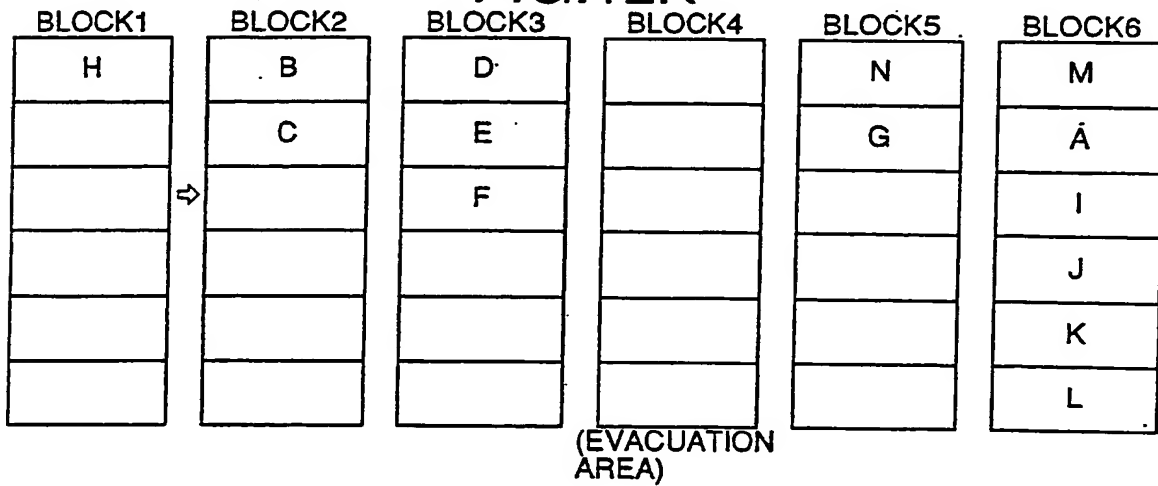 BLOCK1 BLOCK2 BLOCK3 BLOCK4 BLOCK5 BLOCK6
H B D N M
C E G A
F I
J
K
L
(EVACUATION
AREA)